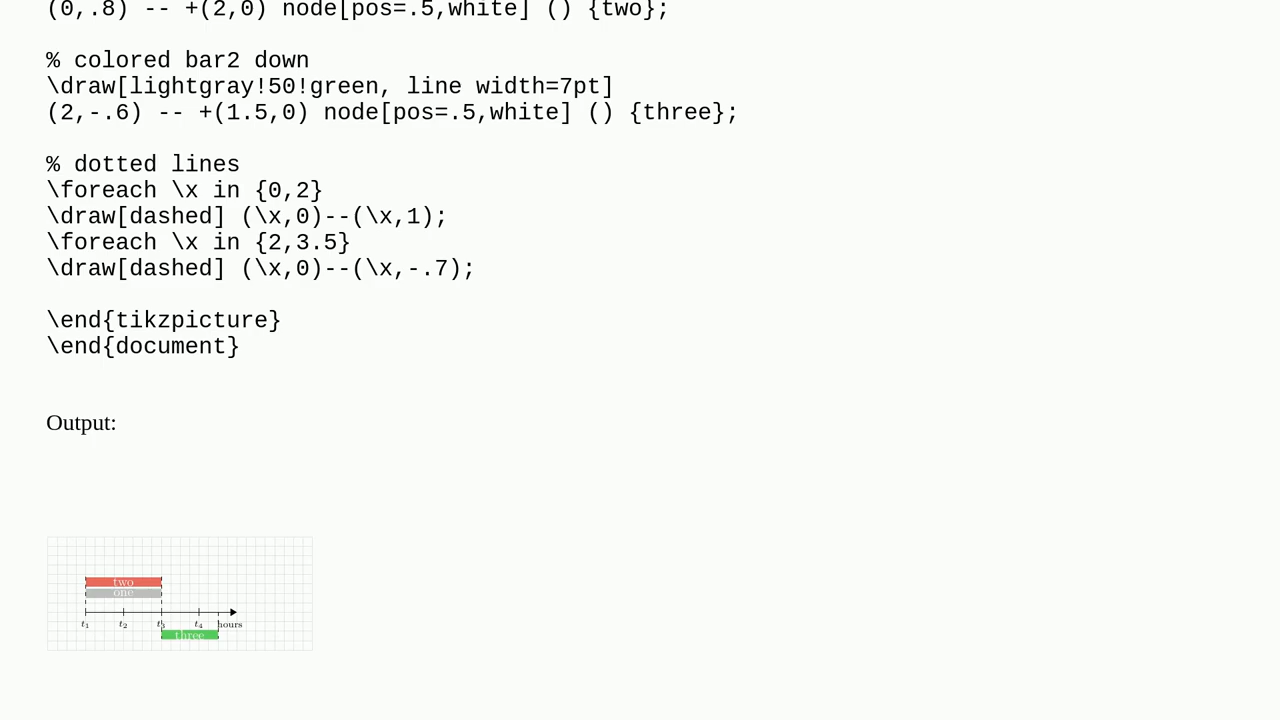 (0,.8) -- +(2,0) node[pos=.5,white] () {two};
% colored bar2 down
\draw[lightgray!50!green, line width=7pt]
(2,-.6) -- +(1.5,0) node[pos=.5,white] () {three};
% dotted lines
\foreach \x in {0,2}
\draw[dashed] (\x,0)--(\x,1);
\foreach \x in {2,3.5}
\draw[dashed] (\x,0)--(\x,-.7);
\end{tikzpicture}
\end{document}
Output:
two
one
t₁ t₂ t₃ t₄ hours
three